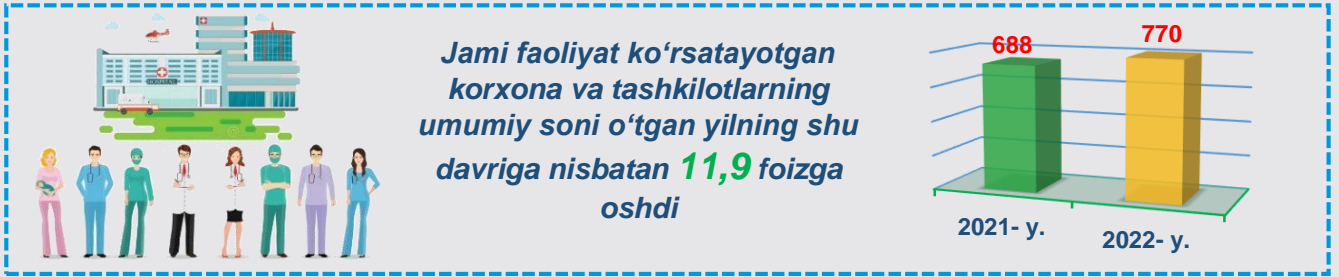 HOSPITAL
Jami faoliyat ko‘rsatayotgan
korxona va tashkilotlarning
umumiy soni o‘tgan yilning shu
davriga nisbatan 11,9 foizga
oshdi
688
770
2021- y.
2022- y.